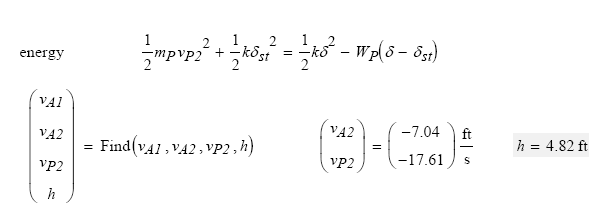 energy 1/2 m_P v_P2^2 + 1/2 kδ_st^2 = 1/2 kδ^2 − W_P(δ − δ_st)
(v_A1 v_A2 v_P2 h) = Find(v_A1 , v_A2 , v_P2 , h) (v_A2 v_P2) = (−7.04 −17.61) ft/s h = 4.82 ft